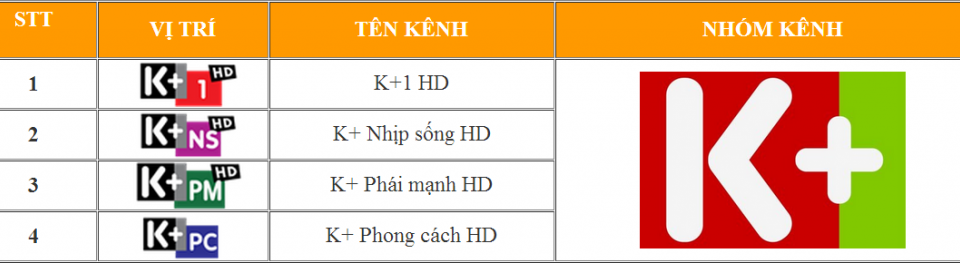 STT VỊ TRÍ TÊN KÊNH NHÓM KÊNH
1 K+ 1 HD K+1 HD
2 K+ NS HD K+ Nhịp sống HD
3 K+ PM HD K+ Phái mạnh HD
4 K+ PC K+ Phong cách HD
K+